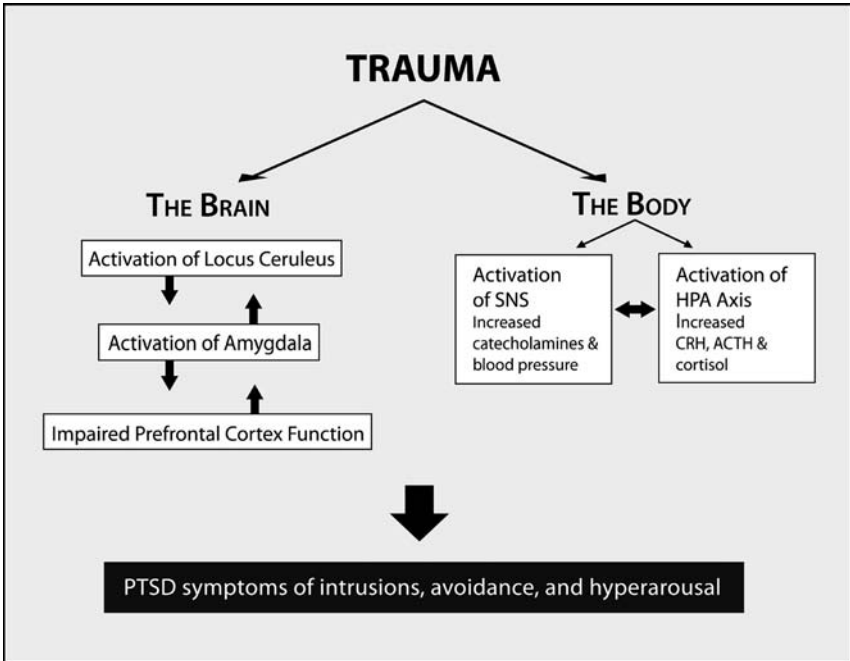 TRAUMA
THE BRAIN
Activation of Locus Ceruleus
Activation of Amygdala
Impaired Prefrontal Cortex Function
THE BODY
Activation
of SNS
Increased
catecholamines &
blood pressure
Activation of
HPA Axis
Increased
CRH, ACTH &
cortisol
PTSD symptoms of intrusions, avoidance, and hyperarousal